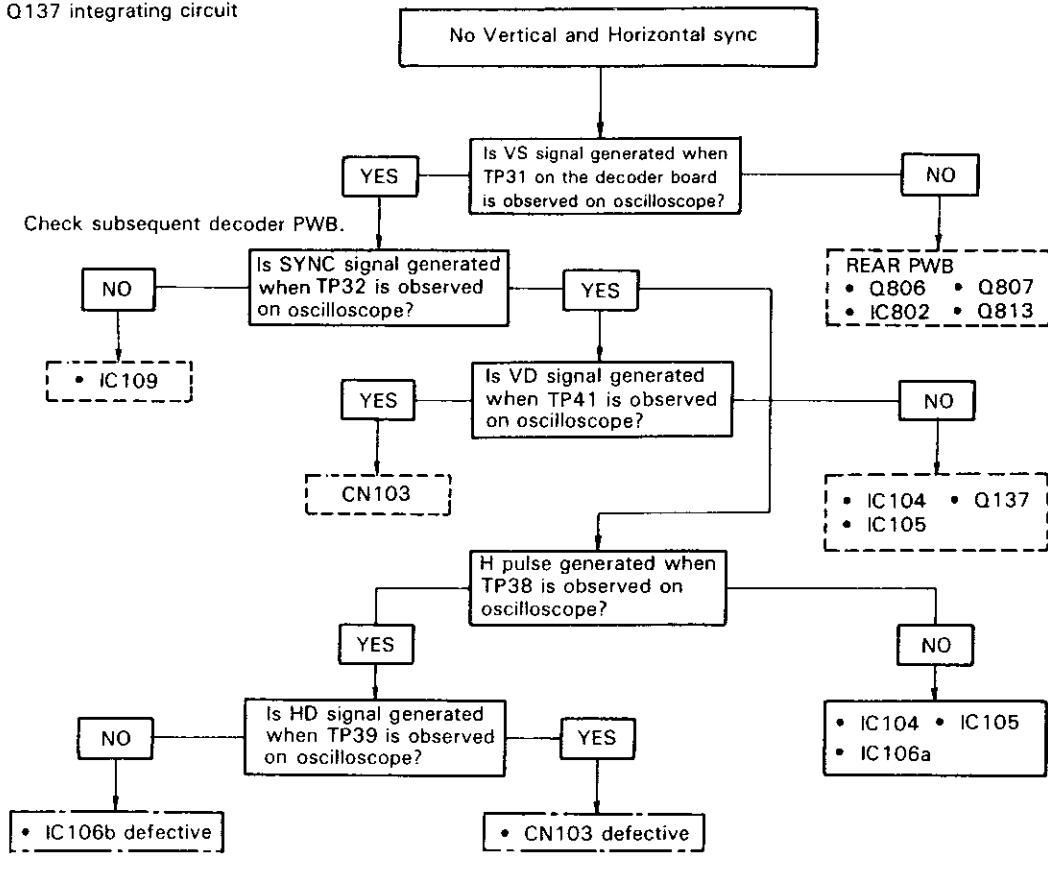 Q137 integrating circuit
No Vertical and Horizontal sync
Is VS signal generated when
TP31 on the decoder board
is observed on oscilloscope?
YES
NO
Check subsequent decoder PWB.
REAR PWB
• Q806 • Q807
• IC802 • Q813
Is SYNC signal generated
when TP32 is observed
on oscilloscope?
NO
YES
• IC109
Is VD signal generated
when TP41 is observed
on oscilloscope?
YES
NO
CN103
• IC104 • Q137
• IC105
H pulse generated when
TP38 is observed on
oscilloscope?
YES
NO
• IC104 • IC105
• IC106a
Is HD signal generated
when TP39 is observed
on oscilloscope?
NO
YES
• IC106b defective
• CN103 defective